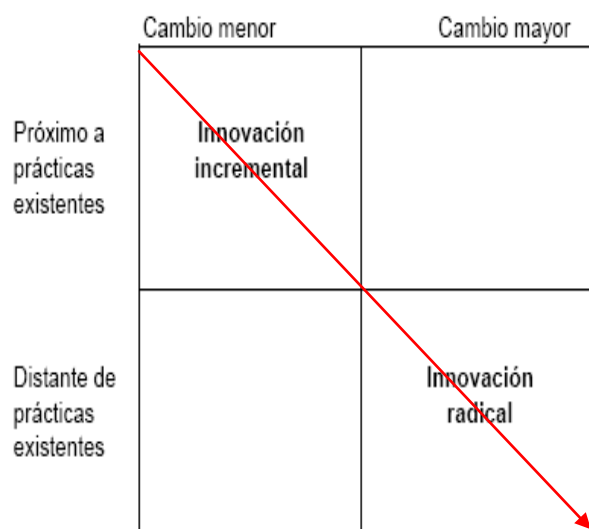 Cambio menor
Cambio mayor
Próximo a
prácticas
existentes
Innovación
incremental
Distante de
prácticas
existentes
Innovación
radical